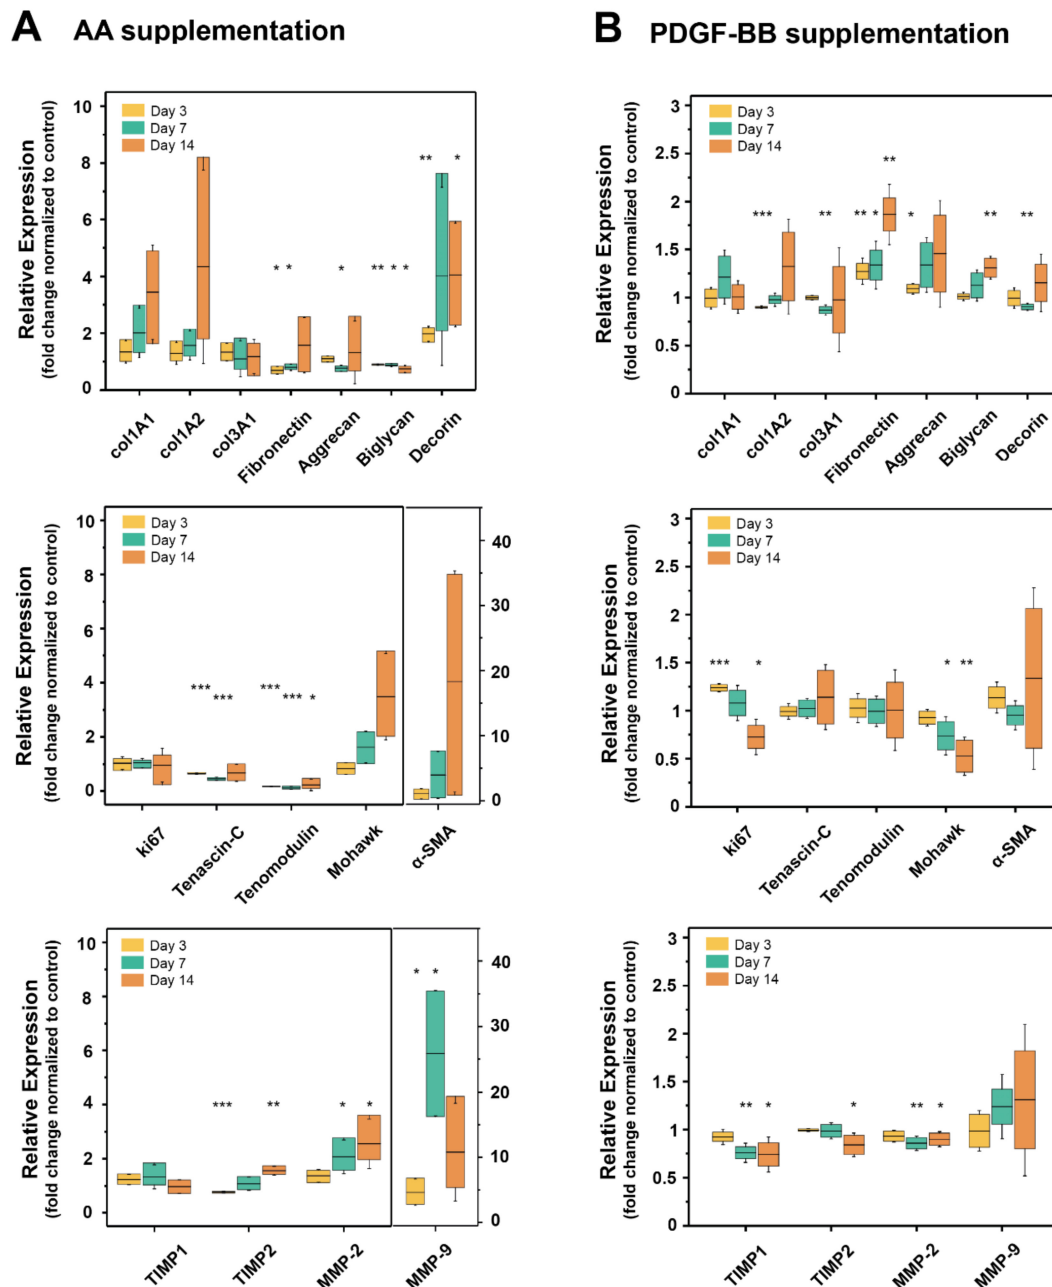 A AA supplementation
Relative Expression
(fold change normalized to control)
10
8
6
4
2
0
Day 3
Day 7
Day 14
* * * ** * * ** *
col1A1 col1A2 col3A1 Fibronectin Aggrecan Biglycan Decorin
Relative Expression
(fold change normalized to control)
10
8
6
4
2
0
Day 3
Day 7
Day 14
*** *** *** *** *
40
30
20
10
0
ki67 Tenascin-C Tenomodulin Mohawk α-SMA
Relative Expression
(fold change normalized to control)
10
8
6
4
2
0
Day 3
Day 7
Day 14
*** ** * * * *
40
30
20
10
0
TIMP1 TIMP2 MMP-2 MMP-9
B PDGF-BB supplementation
Relative Expression
(fold change normalized to control)
3
2.5
2
1.5
1
0.5
0
Day 3
Day 7
Day 14
*** ** ** * ** * ** **
col1A1 col1A2 col3A1 Fibronectin Aggrecan Biglycan Decorin
Relative Expression
(fold change normalized to control)
3
2.5
2
1.5
1
0.5
0
Day 3
Day 7
Day 14
*** * * **
ki67 Tenascin-C Tenomodulin Mohawk α-SMA
Relative Expression
(fold change normalized to control)
3
2.5
2
1.5
1
0.5
0
Day 3
Day 7
Day 14
** * * ** *
TIMP1 TIMP2 MMP-2 MMP-9